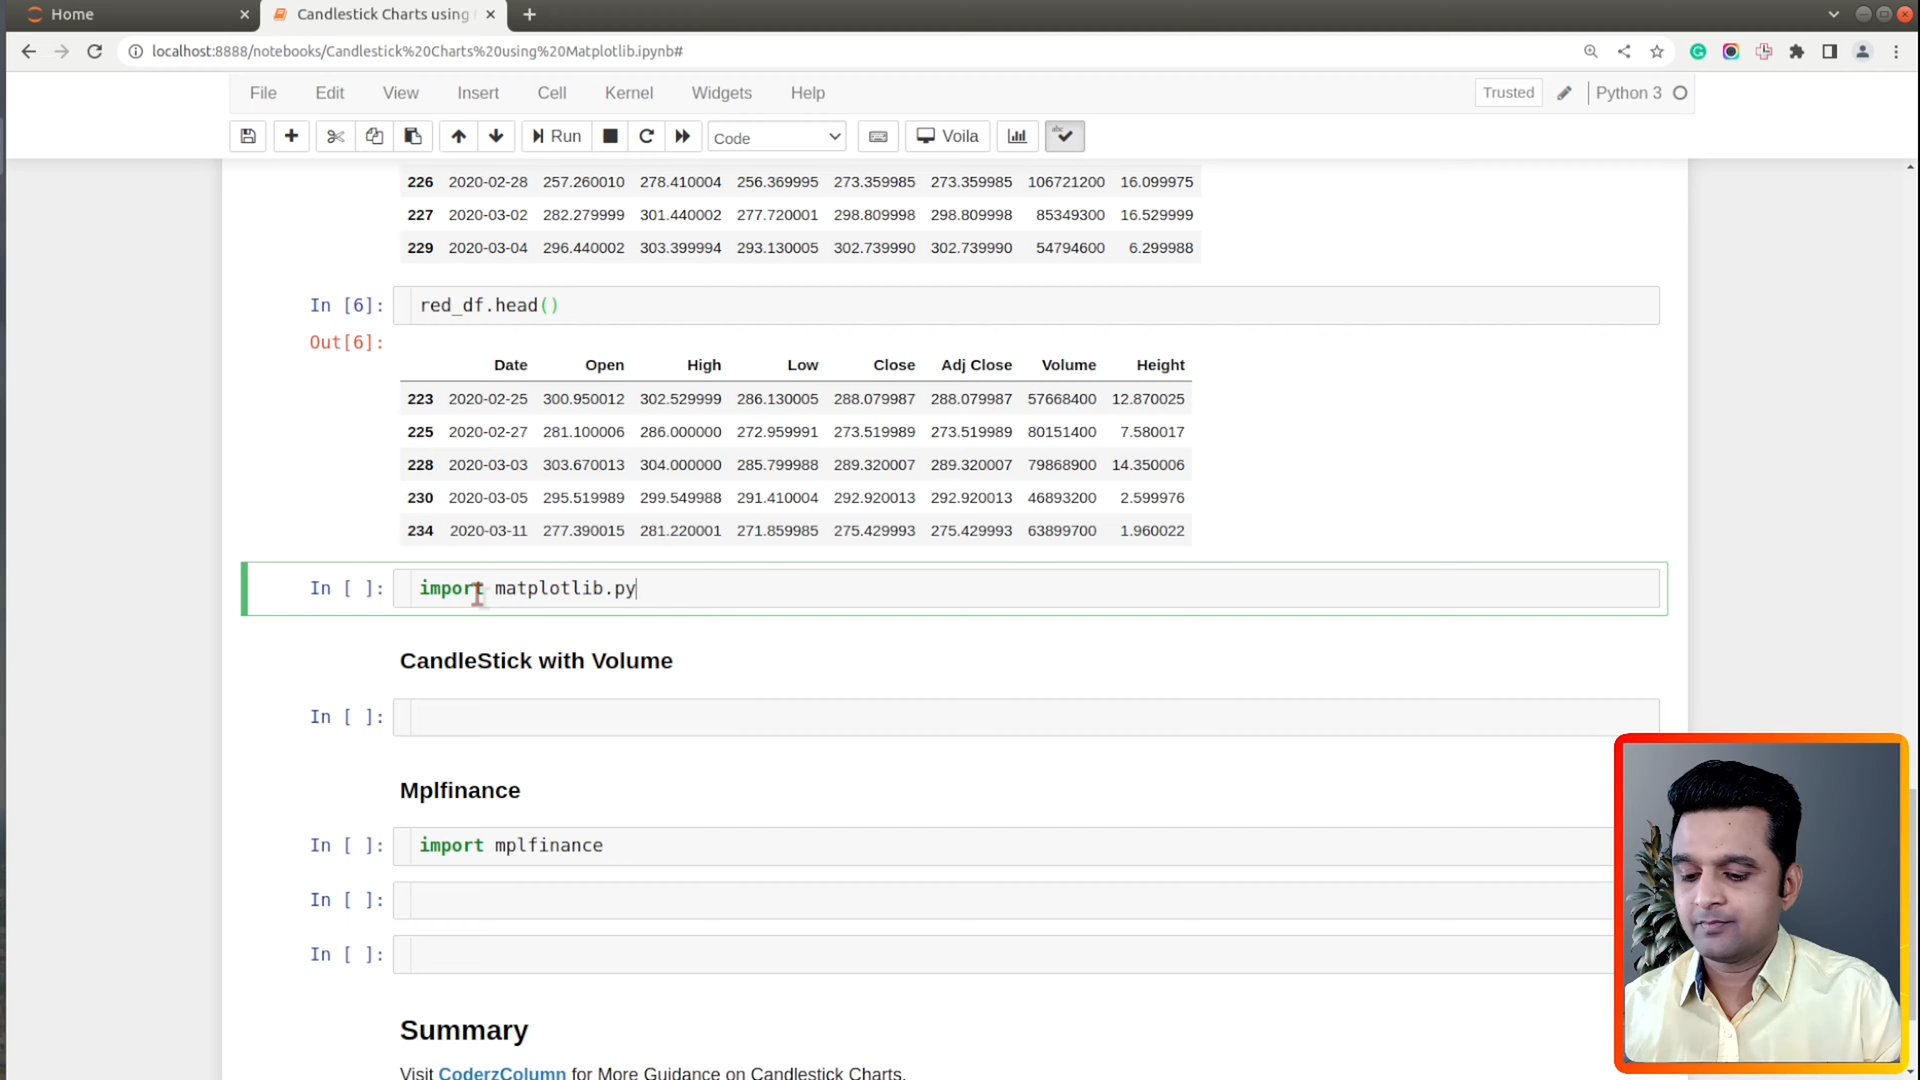 Home
Candlestick Charts using
localhost:8888/notebooks/Candlestick%20Charts%20using%20Matplotlib.ipynb#
File Edit View Insert Cell Kernel Widgets Help Trusted Python 3
Run Code Voila
226 2020-02-28 257.260010 278.410004 256.369995 273.359985 273.359985 106721200 16.099975
227 2020-03-02 282.279999 301.440002 277.720001 298.809998 298.809998 85349300 16.529999
229 2020-03-04 296.440002 303.399994 293.130005 302.739990 302.739990 54794600 6.299988
In [6]: red_df.head()
Out[6]:
Date Open High Low Close Adj Close Volume Height
223 2020-02-25 300.950012 302.529999 286.130005 288.079987 288.079987 57668400 12.870025
225 2020-02-27 281.100006 286.000000 272.959991 273.519989 273.519989 80151400 7.580017
228 2020-03-03 303.670013 304.000000 285.799988 289.320007 289.320007 79868900 14.350006
230 2020-03-05 295.519989 299.549988 291.410004 292.920013 292.920013 46893200 2.599976
234 2020-03-11 277.390015 281.220001 271.859985 275.429993 275.429993 63899700 1.960022
In [ ]: import matplotlib.py
CandleStick with Volume
In [ ]:
Mplfinance
In [ ]: import mplfinance
In [ ]:
In [ ]:
Summary
Visit CoderzColumn for More Guidance on Candlestick Charts.